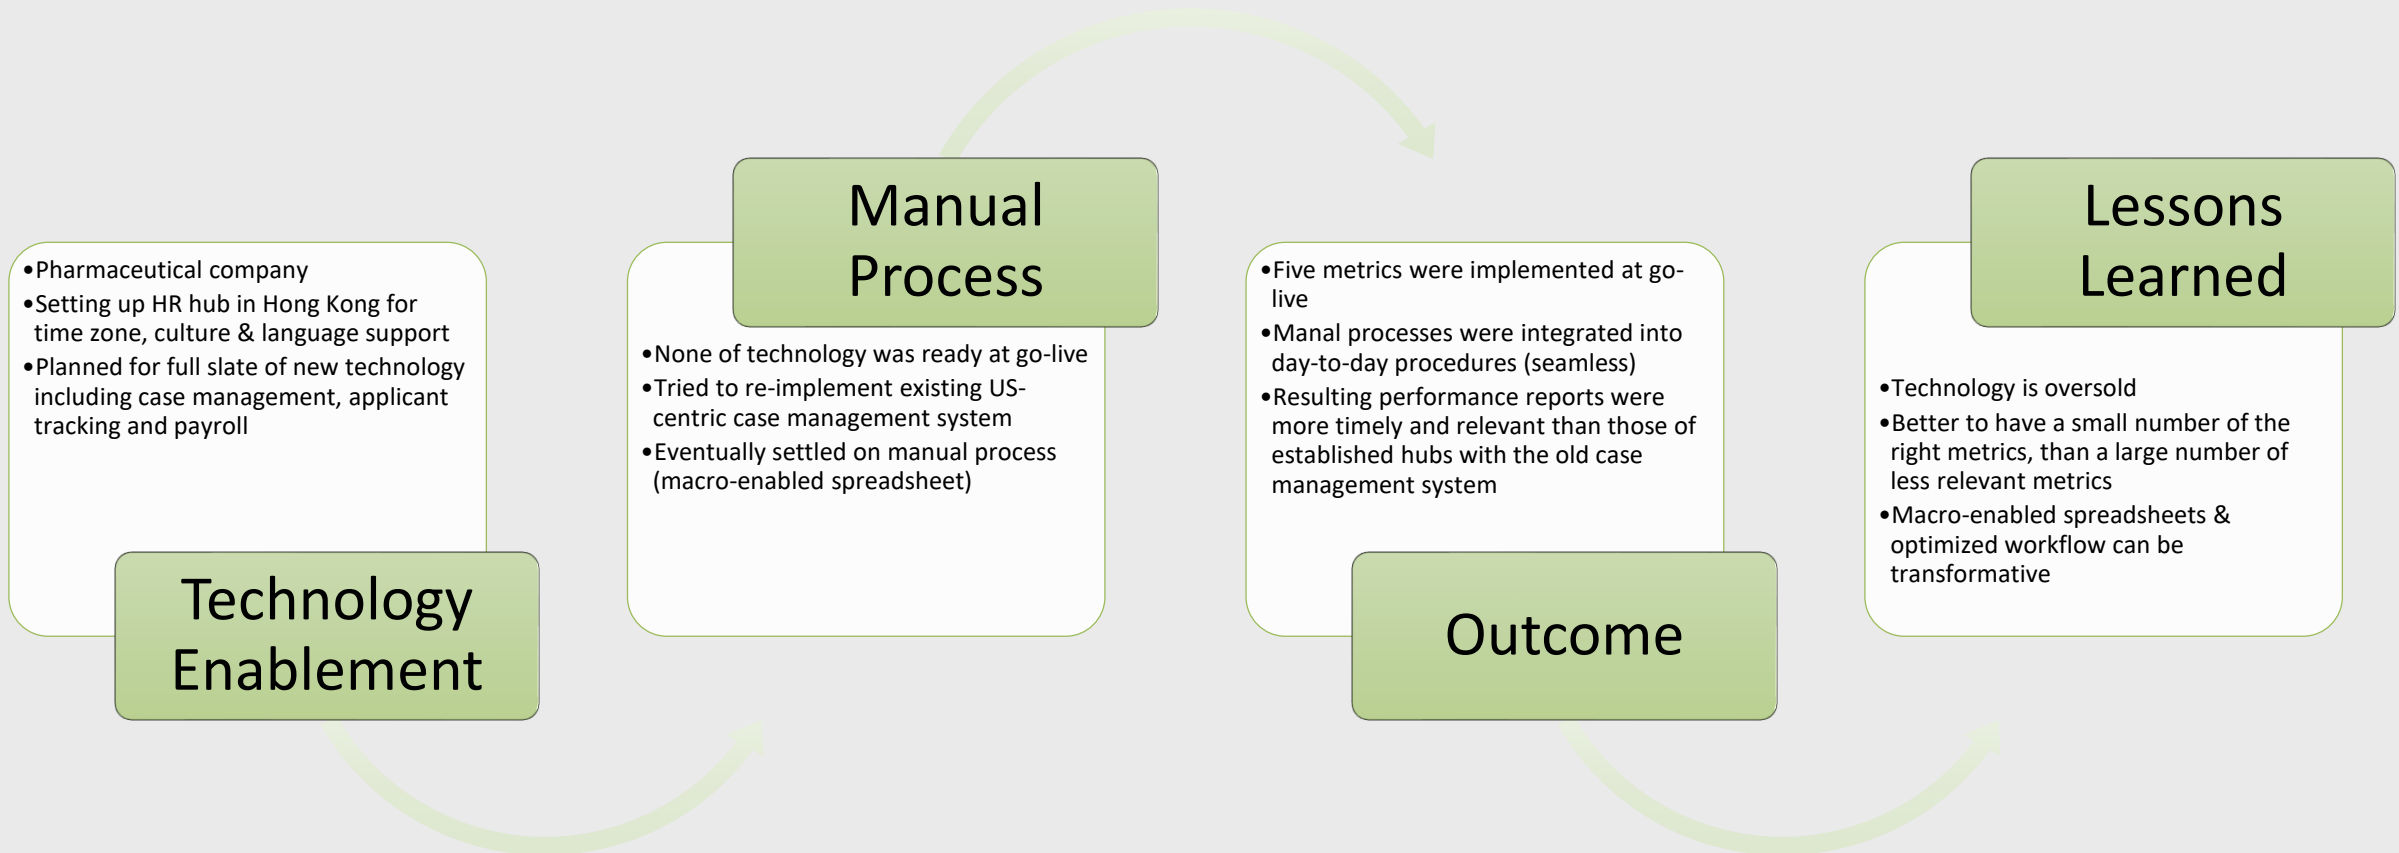 •Pharmaceutical company
•Setting up HR hub in Hong Kong for
time zone, culture & language support
•Planned for full slate of new technology
including case management, applicant
tracking and payroll
Technology
Enablement
Manual
Process
•None of technology was ready at go-live
•Tried to re-implement existing US-
centric case management system
•Eventually settled on manual process
(macro-enabled spreadsheet)
•Five metrics were implemented at go-
live
•Manal processes were integrated into
day-to-day procedures (seamless)
•Resulting performance reports were
more timely and relevant than those of
established hubs with the old case
management system
Outcome
Lessons
Learned
•Technology is oversold
•Better to have a small number of the
right metrics, than a large number of
less relevant metrics
•Macro-enabled spreadsheets &
optimized workflow can be
transformative